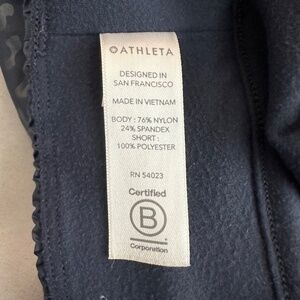 ATHLETA
DESIGNED IN
SAN FRANCISCO
MADE IN VIETNAM
BODY : 76% NYLON
24% SPANDEX
SHORT :
100% POLYESTER
RN 54023
Certified
B
Corporation